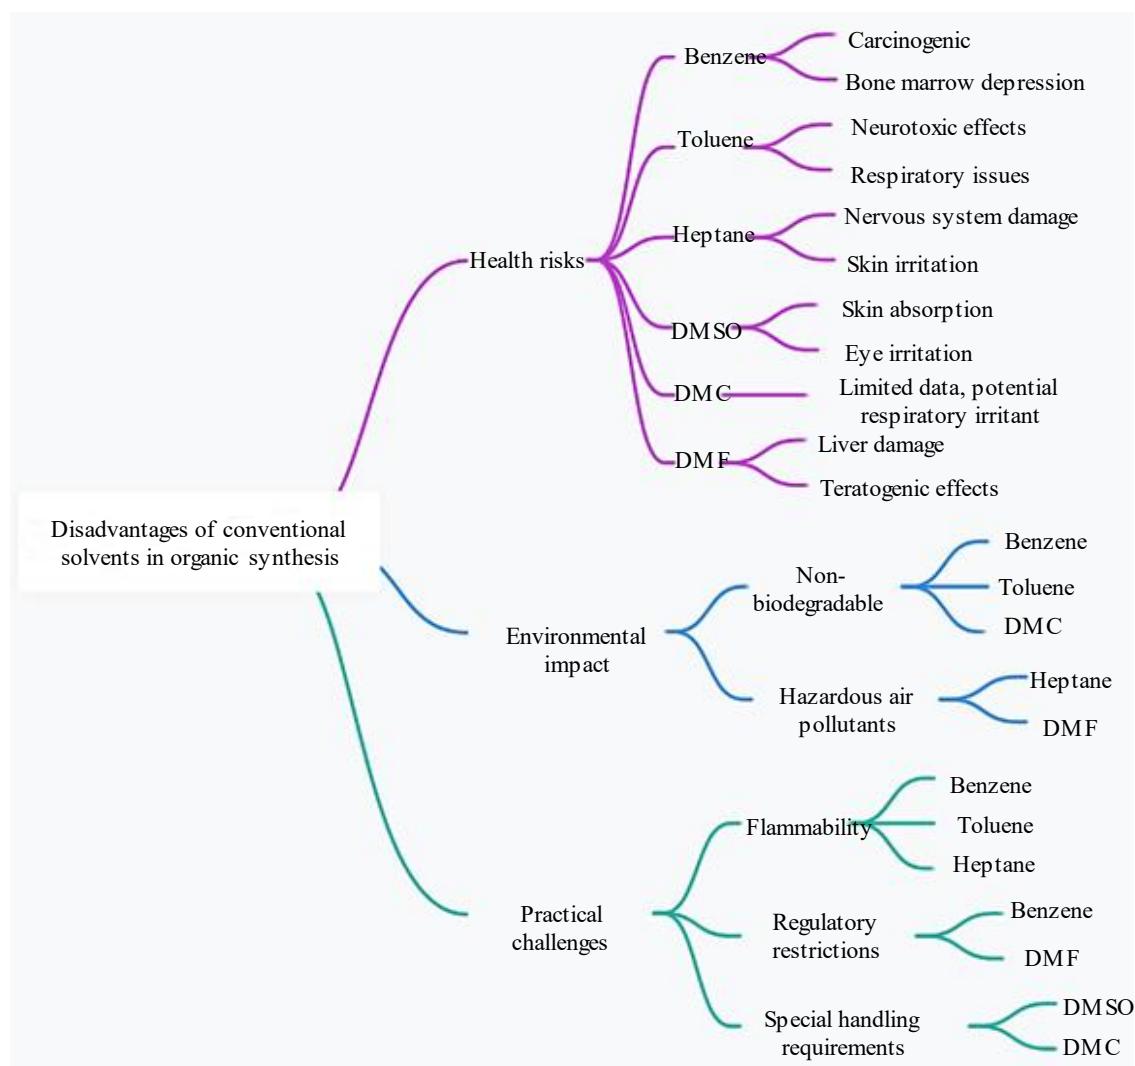 Disadvantages of conventional
solvents in organic synthesis
Health risks
Benzene
Carcinogenic
Bone marrow depression
Toluene
Neurotoxic effects
Respiratory issues
Heptane
Nervous system damage
Skin irritation
DMSO
Skin absorption
Eye irritation
DMC
Limited data, potential
respiratory irritant
DMF
Liver damage
Teratogenic effects
Environmental
impact
Non-
biodegradable
Benzene
Toluene
DMC
Hazardous air
pollutants
Heptane
DMF
Practical
challenges
Flammability
Benzene
Toluene
Heptane
Regulatory
restrictions
Benzene
DMF
Special handling
requirements
DMSO
DMC